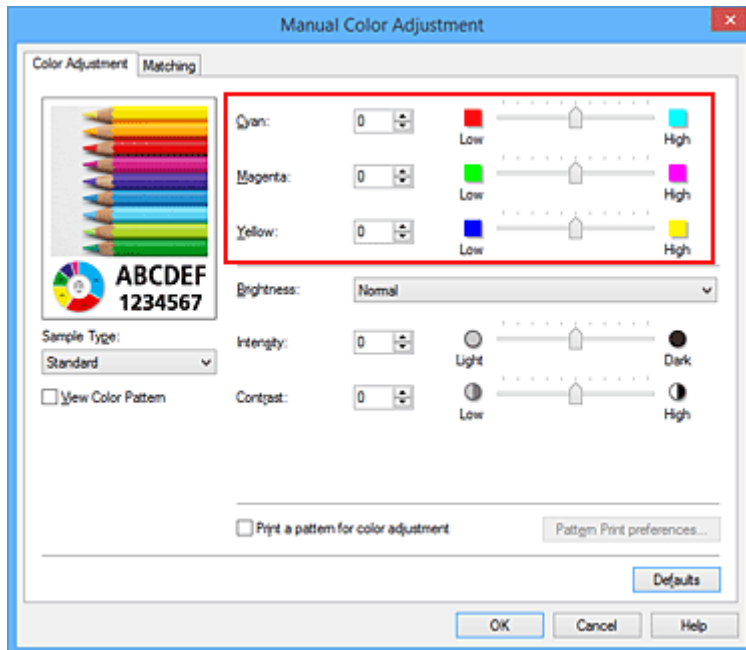 Manual Color Adjustment
Color Adjustment Matching
Cyan: 0 Low High
Magenta: 0 Low High
Yellow: 0 Low High
ABCDEF
1234567
Brightness: Normal
Sample Type:
Standard
Intensity: 0 Light Dark
View Color Pattern
Contrast: 0 Low High
Print a pattern for color adjustment Pattern Print preferences...
Defaults
OK Cancel Help